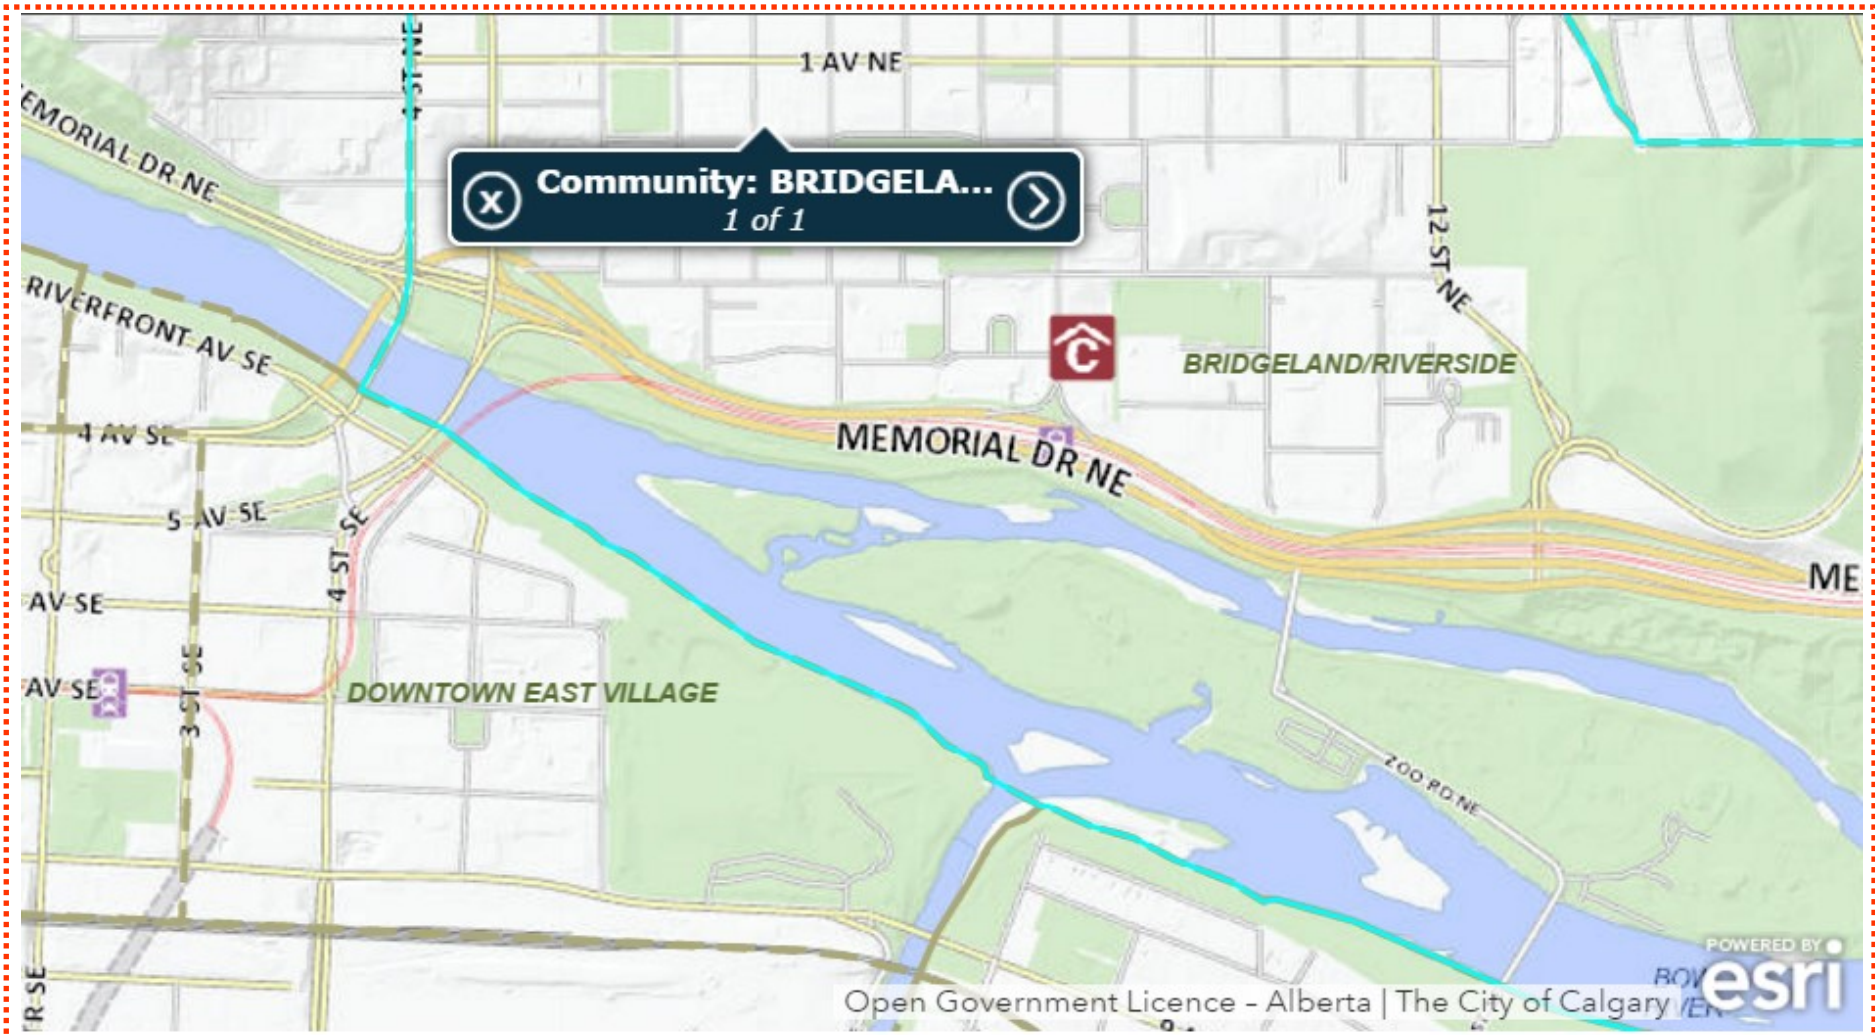 4 ST NE
1 AV NE
MEMORIAL DR NE
Community: BRIDGELA...
x
1 of 1
12 ST NE
RIVERFRONT AV SE
C
BRIDGELAND/RIVERSIDE
4 AV SE
MEMORIAL DR NE
5 AV SE
4 ST SE
ME
AV SE
3 ST SE
AV SE
DOWNTOWN EAST VILLAGE
ZOO RD NE
POWERED BY
esri
BOW
Open Government Licence - Alberta | The City of Calgary
TR SE